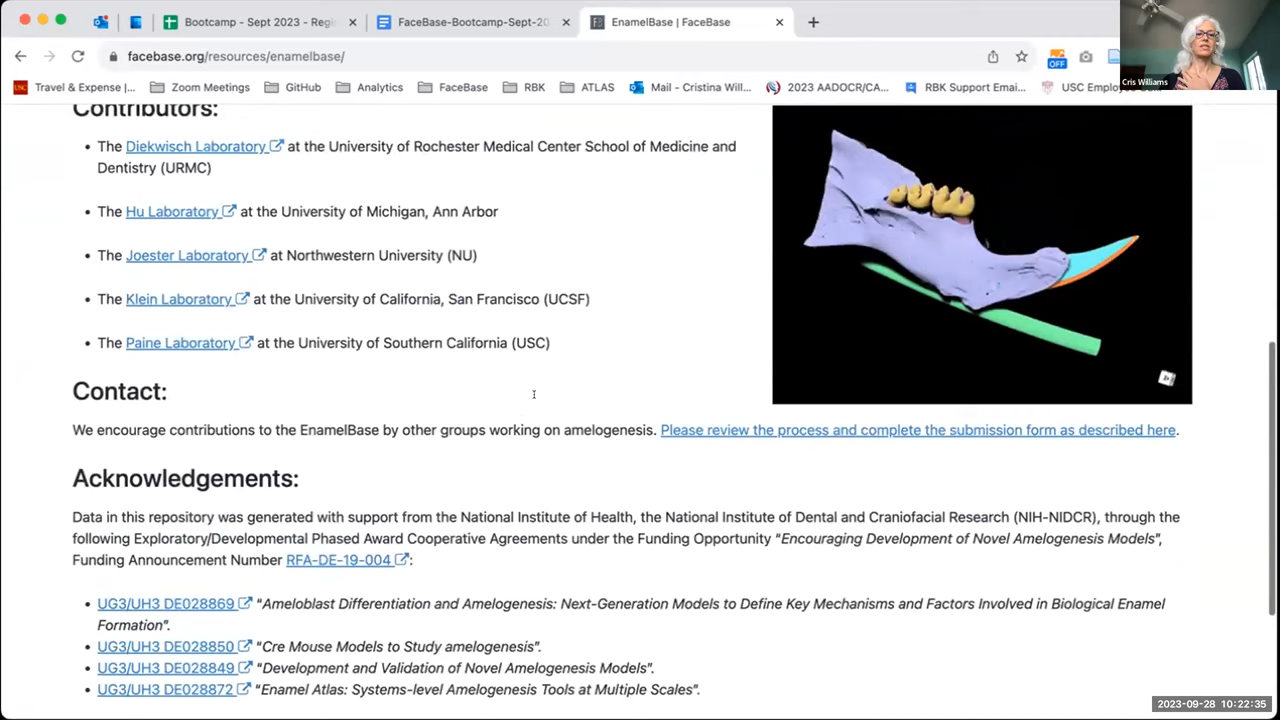 Bootcamp - Sept 2023 - Regi
FaceBase-Bootcamp-Sept-20
EnamelBase | FaceBase
facebase.org/resources/enamelbase/
OFF
Cris Williams
Travel & Expense |...
Zoom Meetings
GitHub
Analytics
FaceBase
RBK
ATLAS
Mail - Cristina Will...
2023 AADOCR/CA...
RBK Support Emai...
USC Employee
Contributors:
• The Diekwisch Laboratory at the University of Rochester Medical Center School of Medicine and
Dentistry (URMC)
• The Hu Laboratory at the University of Michigan, Ann Arbor
• The Joester Laboratory at Northwestern University (NU)
• The Klein Laboratory at the University of California, San Francisco (UCSF)
• The Paine Laboratory at the University of Southern California (USC)
Contact:
We encourage contributions to the EnamelBase by other groups working on amelogenesis. Please review the process and complete the submission form as described here.
Acknowledgements:
Data in this repository was generated with support from the National Institute of Health, the National Institute of Dental and Craniofacial Research (NIH-NIDCR), through the
following Exploratory/Developmental Phased Award Cooperative Agreements under the Funding Opportunity “Encouraging Development of Novel Amelogenesis Models”,
Funding Announcement Number RFA-DE-19-004:
• UG3/UH3 DE028869 “Ameloblast Differentiation and Amelogenesis: Next-Generation Models to Define Key Mechanisms and Factors Involved in Biological Enamel
Formation”.
• UG3/UH3 DE028850 “Cre Mouse Models to Study amelogenesis”.
• UG3/UH3 DE028849 “Development and Validation of Novel Amelogenesis Models”.
• UG3/UH3 DE028872 “Enamel Atlas: Systems-level Amelogenesis Tools at Multiple Scales”.
2023-09-28 10:22:35